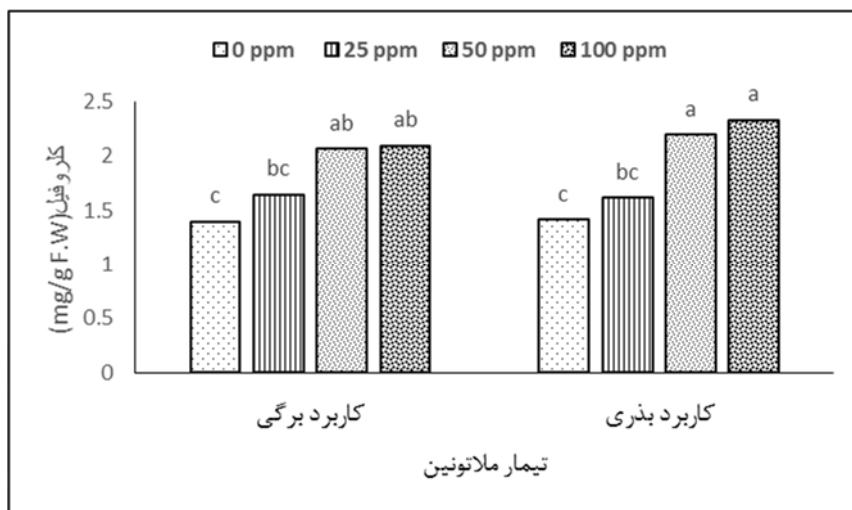 0 ppm 25 ppm 50 ppm 100 ppm
کلروفیل(mg/g F.W)
2.5
2
1.5
1
0.5
0
c bc ab ab c bc a a
کاربرد برگی کاربرد بذری
تیمار ملاتونین